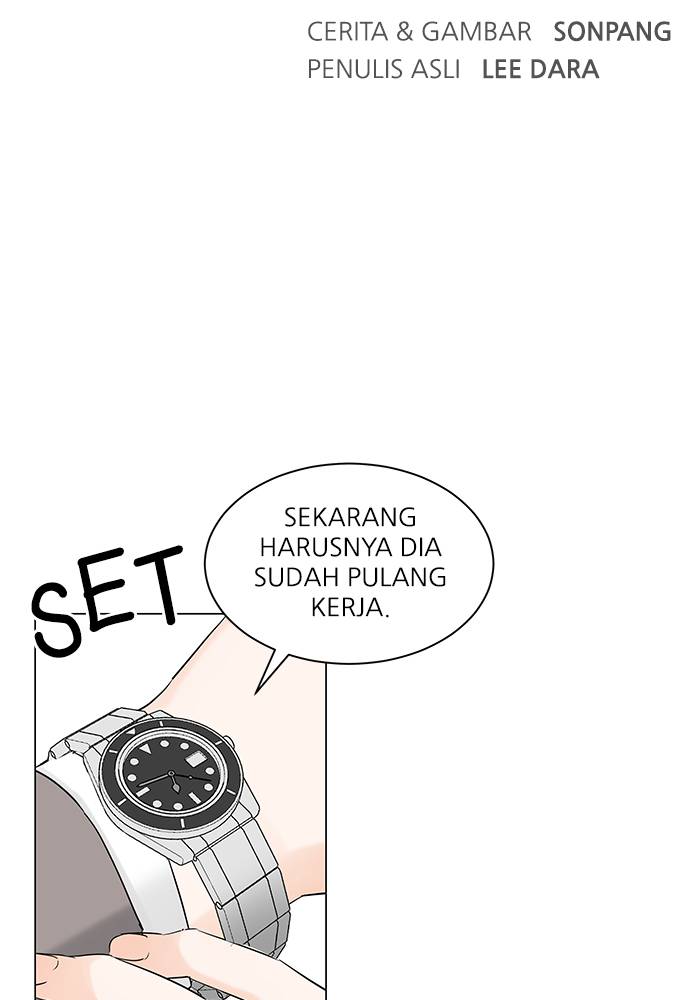 CERITA & GAMBAR SONPANG
PENULIS ASLI LEE DARA
SEKARANG
HARUSNYA DIA
SUDAH PULANG
KERJA.
SET